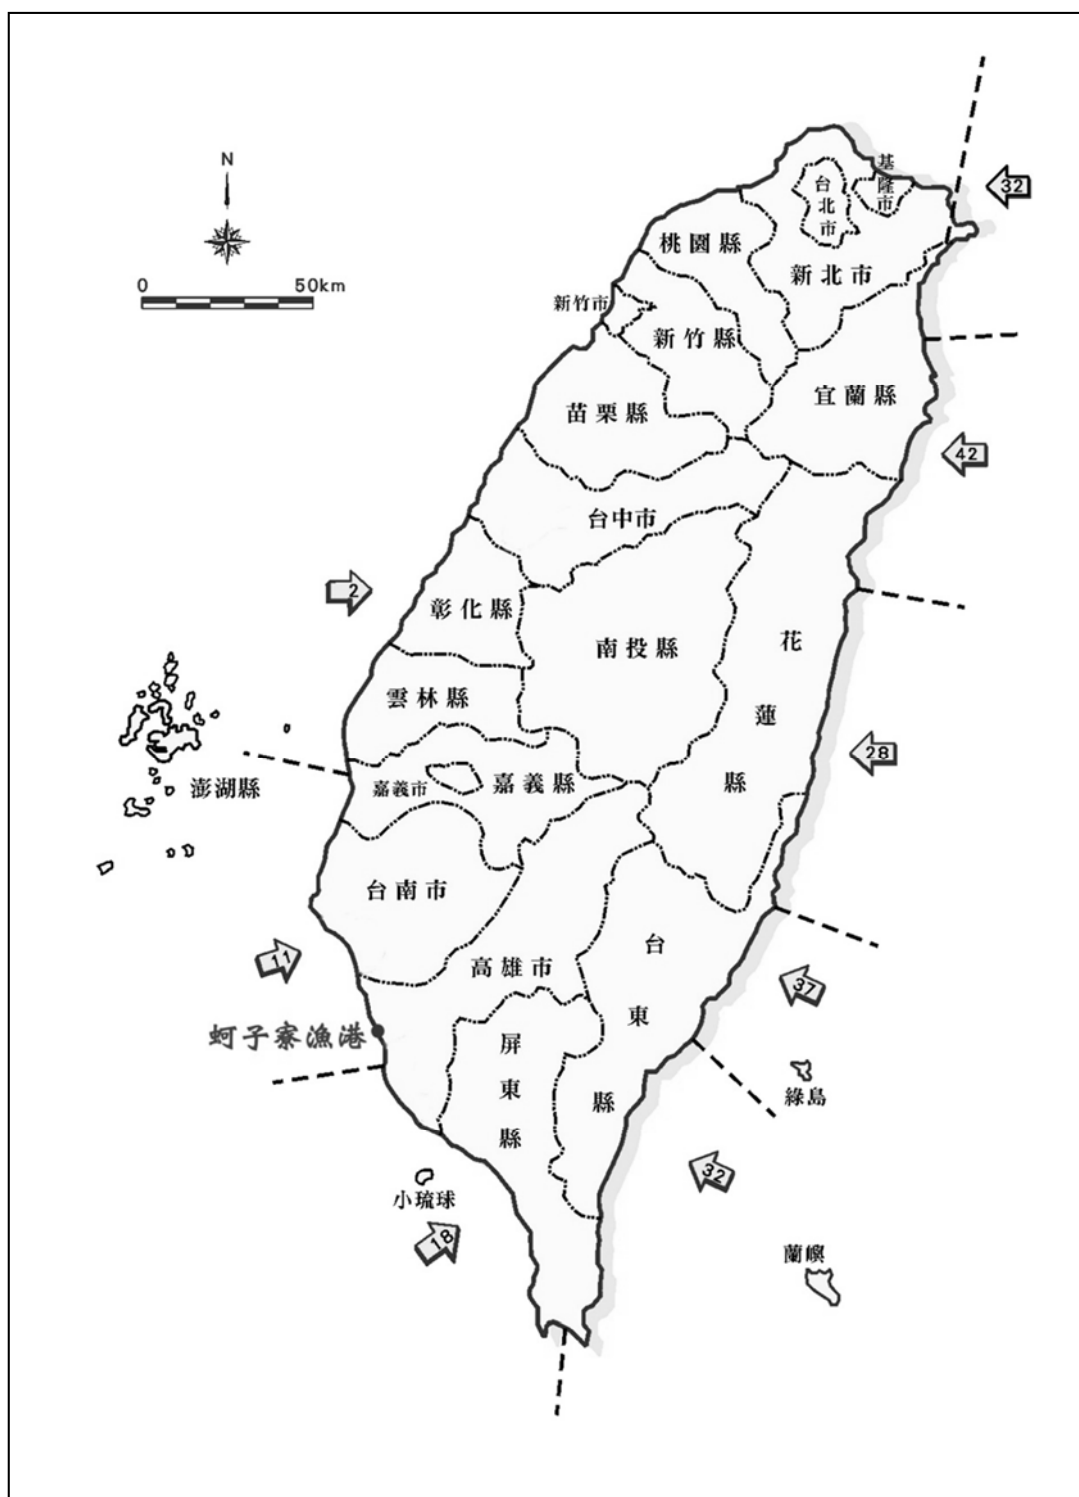 N
0 50km
基隆市
台北市
32
桃園縣
新北市
新竹市
新竹縣
宜蘭縣
苗栗縣
42
台中市
2
彰化縣
南投縣
花蓮縣
雲林縣
28
澎湖縣
嘉義市
嘉義縣
台南市
台東縣
11
高雄市
37
蚵子寮漁港
屏東縣
綠島
32
小琉球
18
蘭嶼